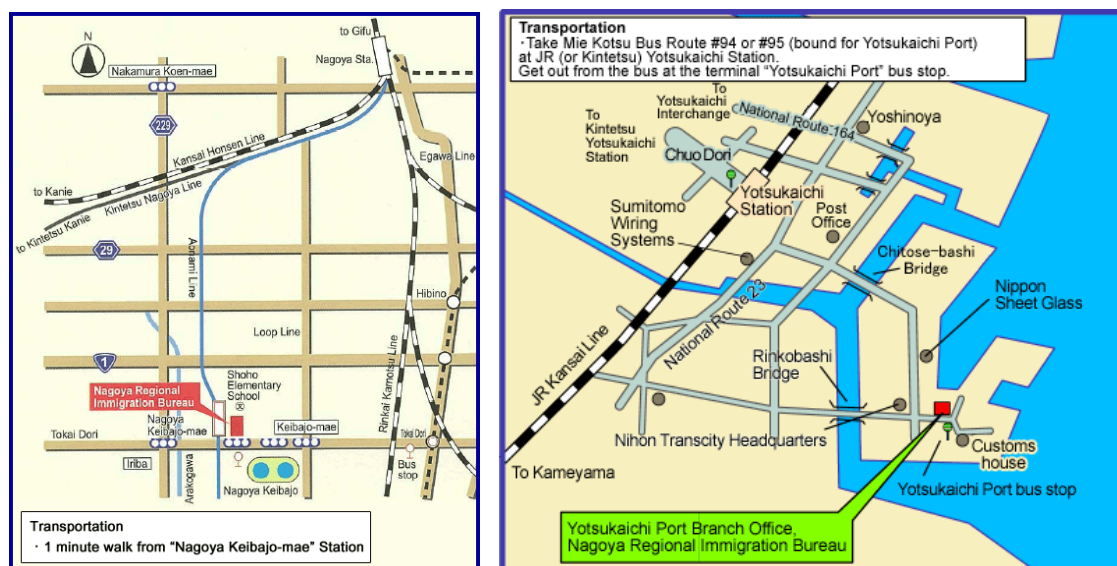 to Gifu
N
Nagoya Sta.
Nakamura Koen-mae
229
Kansai Honsen Line
Egawa Line
to Kanie
Kintetsu Nagoya Line
to Kintetsu Kanie
29
Aonami Line
Hibino
Loop Line
1
Rinkai Kamotsu Line
Shoho
Elementary
School
Nagoya Regional
Immigration Bureau
Nagoya
Keibajo-mae
Keibajo-mae
Tokai Dori
Tokai Dori
Iriba
Arakogawa
Bus
stop
Nagoya Keibajo
Transportation
· 1 minute walk from “Nagoya Keibajo-mae” Station
Transportation
·Take Mie Kotsu Bus Route #94 or #95 (bound for Yotsukaichi Port)
at JR (or Kintetsu) Yotsukaichi Station.
Get out from the bus at the terminal “Yotsukaichi Port” bus stop.
To
Yotsukaichi
Interchange
National Route 164
Yoshinoya
To
Kintetsu
Yotsukaichi
Station
Chuo Dori
Yotsukaichi
Station
Sumitomo
Wiring
Systems
Post
Office
Chitose-bashi
Bridge
Nippon
Sheet Glass
National Route 23
JR Kansai Line
Rinkobashi
Bridge
Nihon Transcity Headquarters
Customs
house
To Kameyama
Yotsukaichi Port bus stop
Yotsukaichi Port Branch Office,
Nagoya Regional Immigration Bureau